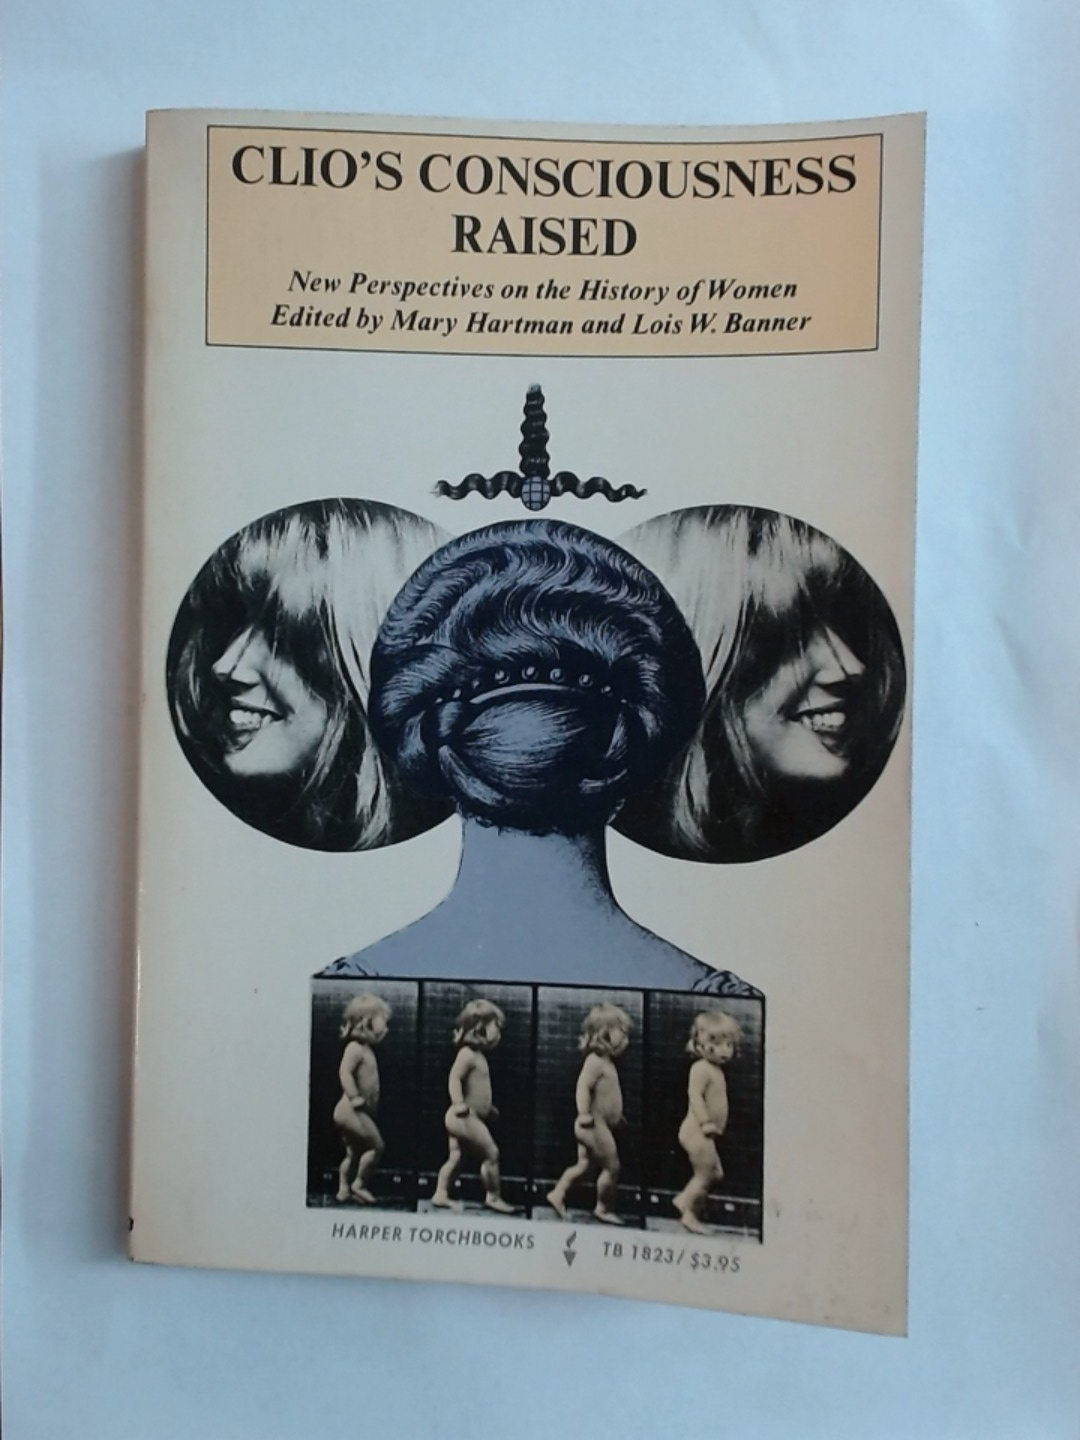 CLIO'S CONSCIOUSNESS
RAISED
New Perspectives on the History of Women
Edited by Mary Hartman and Lois W. Banner
HARPER TORCHBOOKS TB 1823/$3.95